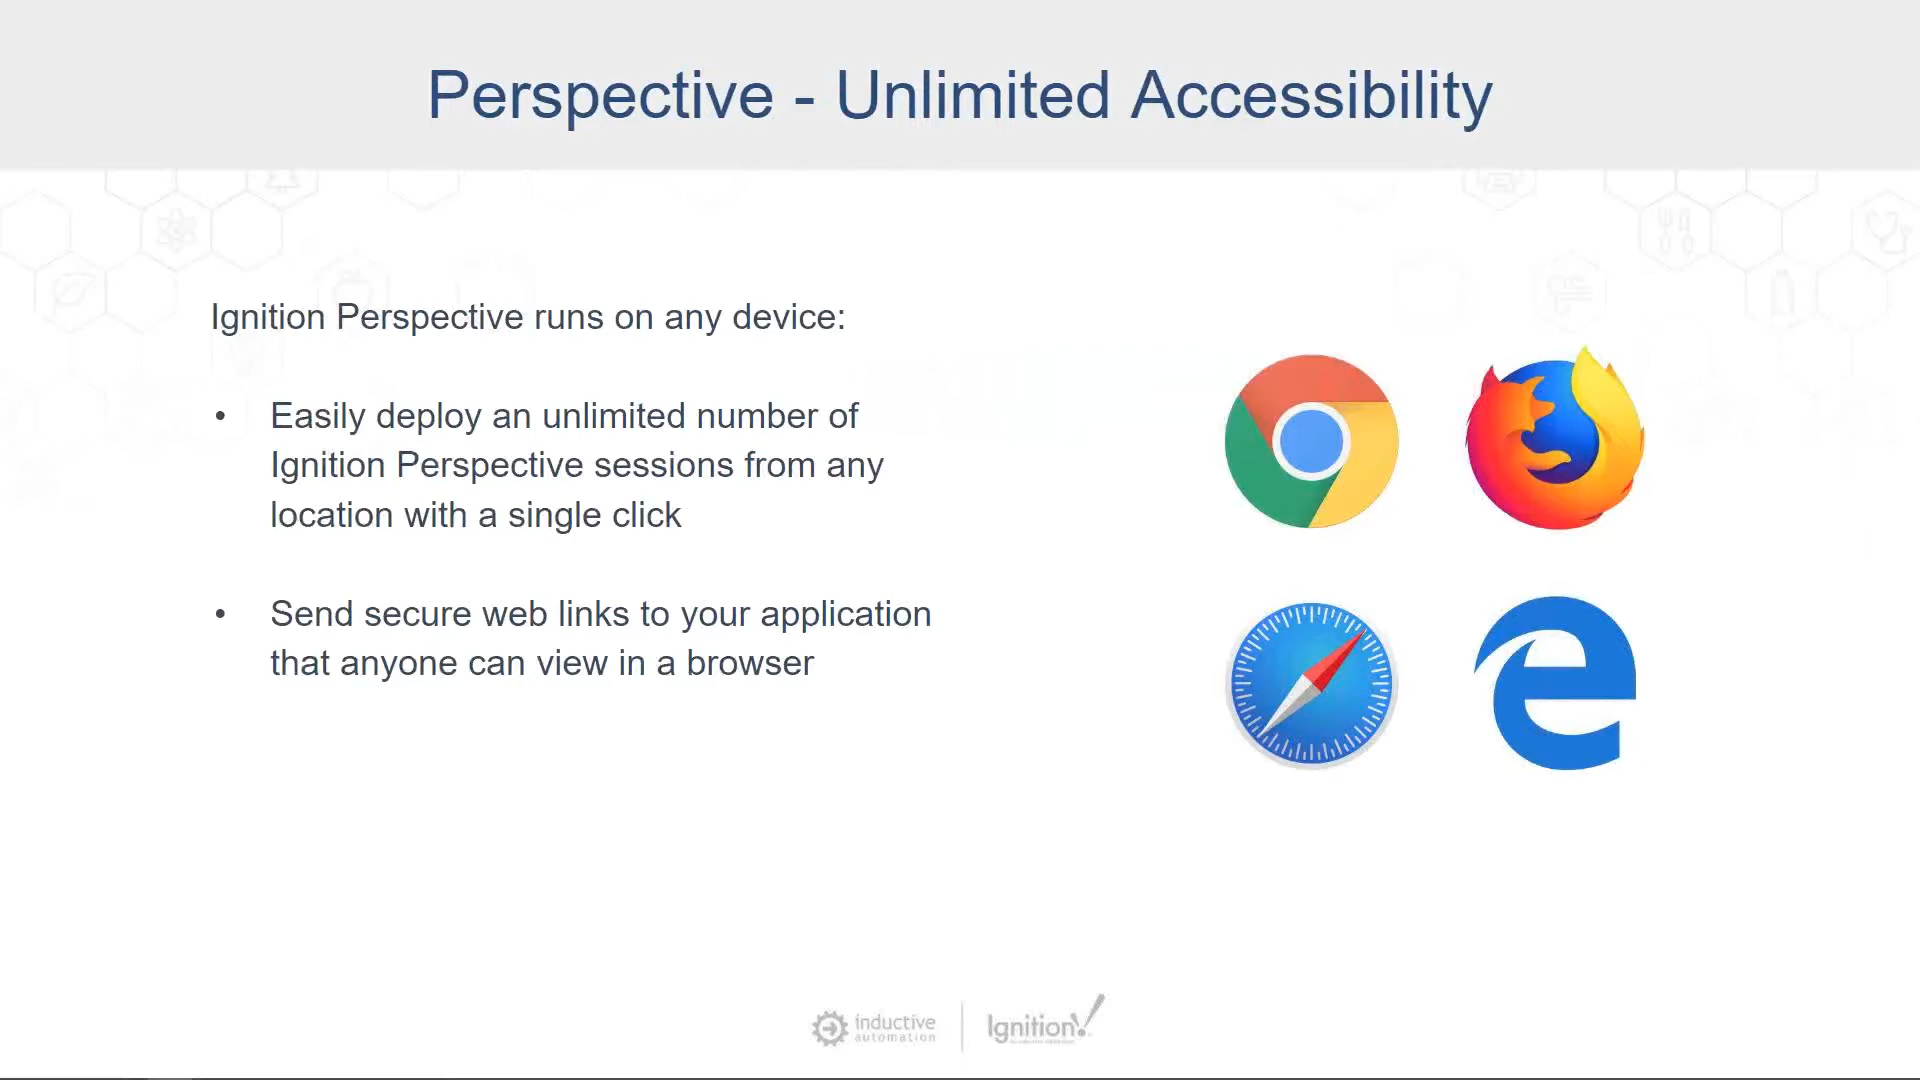 Perspective - Unlimited Accessibility
Ignition Perspective runs on any device:
• Easily deploy an unlimited number of
Ignition Perspective sessions from any
location with a single click
• Send secure web links to your application
that anyone can view in a browser
inductive
automation
Ignition!